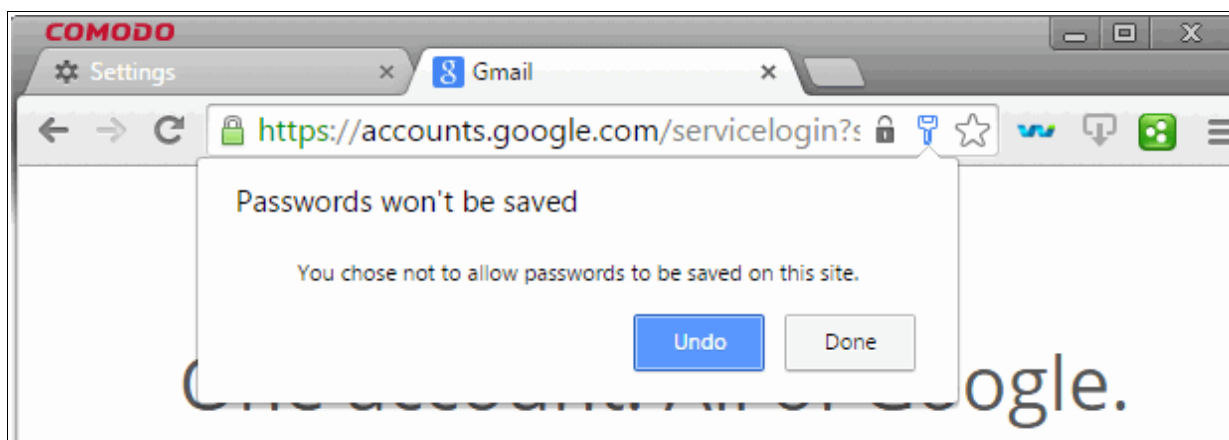 COMODO
Settings
8 Gmail
https://accounts.google.com/servicelogin?s
Passwords won't be saved
You chose not to allow passwords to be saved on this site.
Undo Done
One account. All of Google.